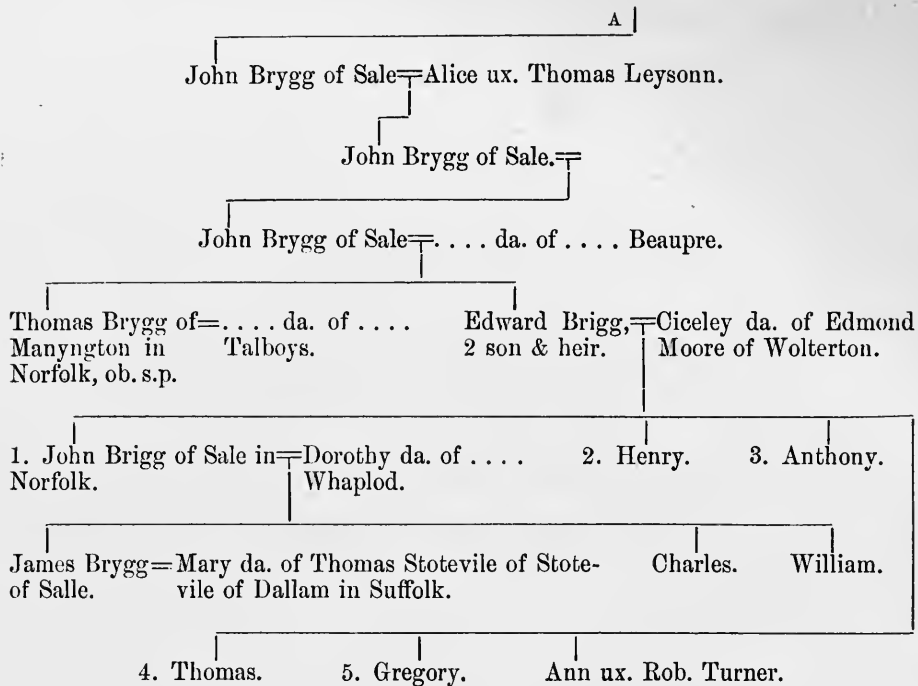 A
John Brygg of Sale=Alice ux. Thomas Leysonn.
John Brygg of Sale.=
John Brygg of Sale=. . . . da. of . . . . Beaupre.
Thomas Brygg of=. . . . da. of . . . .
Manyngton in Talboys.
Norfolk, ob. s.p.
Edward Brigg,=Ciceley da. of Edmond
2 son & heir. Moore of Wolterton.
1. John Brigg of Sale in=Dorothy da. of . . . .
Norfolk. Whaplod.
2. Henry.
3. Anthony.
James Brygg=Mary da. of Thomas Stotevile of Stote-
of Salle. vile of Dallam in Suffolk.
Charles.
William.
4. Thomas.
5. Gregory.
Ann ux. Rob. Turner.